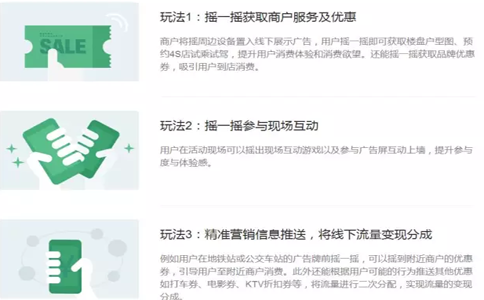 玩法1：摇一摇获取商户服务及优惠
SALE
商户将摇周边设备置入线下展示广告，用户摇一摇即可获取楼盘户型图、预
约4S店试乘试驾，提升用户消费体验和消费欲望。还能摇一摇获取品牌优惠
券，吸引用户到店消费。
玩法2：摇一摇参与现场互动
用户在活动现场可以摇出现场互动游戏以及参与广告屏互动上墙，提升参与
度与体验感。
玩法3：精准营销信息推送，将线下流量变现分成
例如用户在地铁站或公交车站的广告牌前摇一摇，可以摇到附近商户的优惠
券，引导用户至附近商户消费。此外还能根据用户可能的行为推送其他优惠
如打车券、电影券、KTV折扣券等，将流量进行二次分配，实现流量的变现
分成。